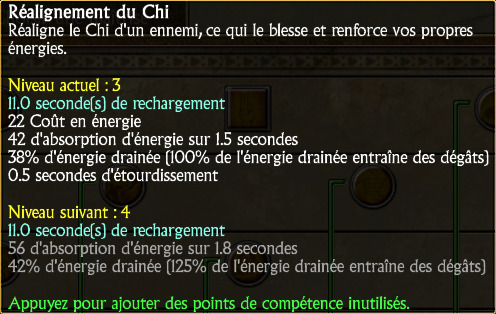 Réalignement du Chi
Réaligne le Chi d'un ennemi, ce qui le blesse et renforce vos propres
énergies.
Niveau actuel : 3
11.0 seconde(s) de rechargement
22 Coût en énergie
42 d'absorption d'énergie sur 1.5 secondes
38% d'énergie drainée (100% de l'énergie drainée entraîne des dégâts)
0.5 secondes d'étourdissement
Niveau suivant : 4
11.0 seconde(s) de rechargement
56 d'absorption d'énergie sur 1.8 secondes
42% d'énergie drainée (125% de l'énergie drainée entraîne des dégâts)
Appuyez pour ajouter des points de compétence inutilisés.